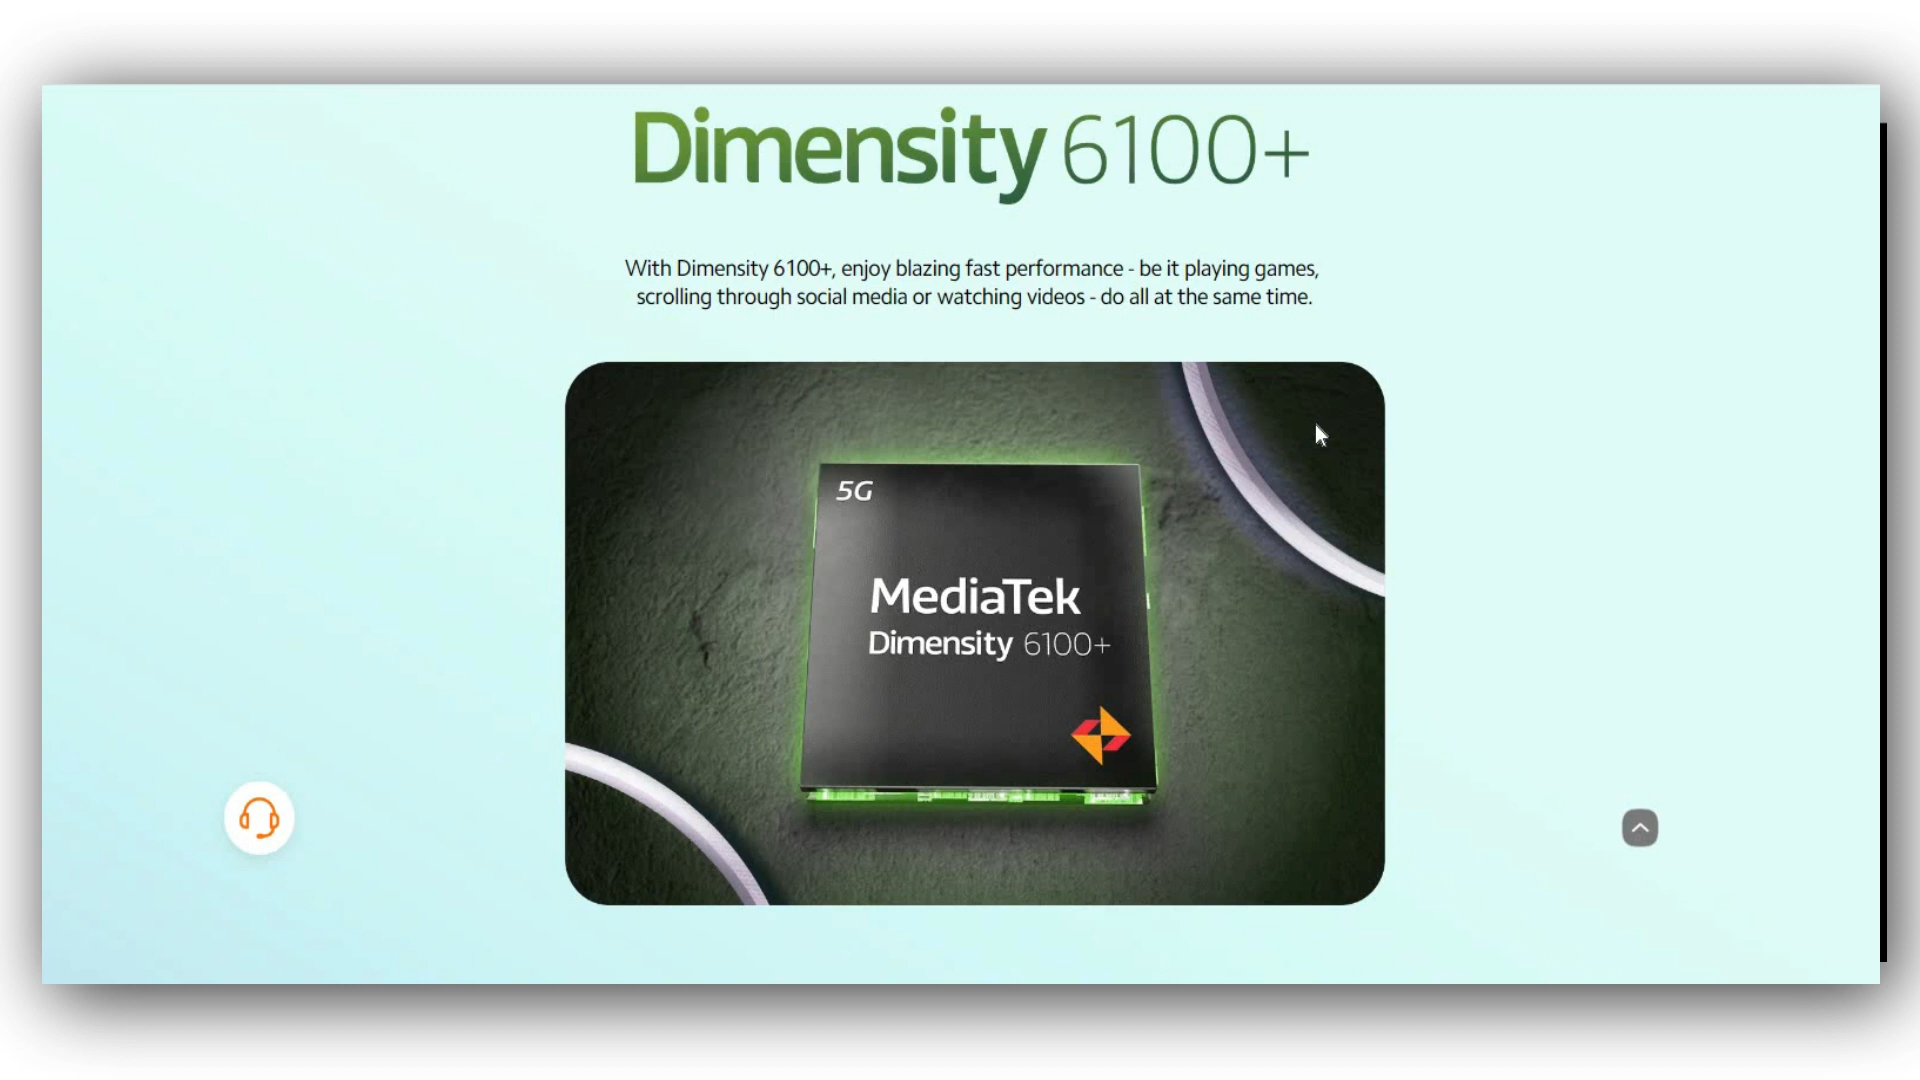 Dimensity 6100+
With Dimensity 6100+, enjoy blazing fast performance - be it playing games,
scrolling through social media or watching videos - do all at the same time.
5G
MediaTek
Dimensity 6100+